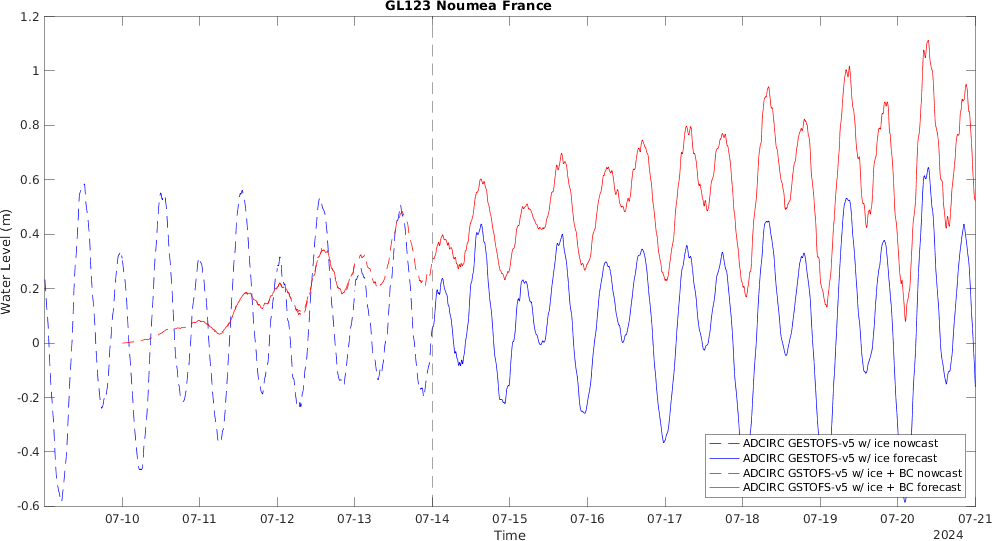 GL123 Noumea France
Water Level (m)
1.2
1
0.8
0.6
0.4
0.2
0
-0.2
-0.4
-0.6
07-10 07-11 07-12 07-13 07-14 07-15 07-16 07-17 07-18 07-19 07-20 07-21
Time
2024
ADCIRC GESTOFS-v5 w/ ice nowcast
ADCIRC GESTOFS-v5 w/ ice forecast
ADCIRC GSTOFS-v5 w/ ice + BC nowcast
ADCIRC GSTOFS-v5 w/ ice + BC forecast